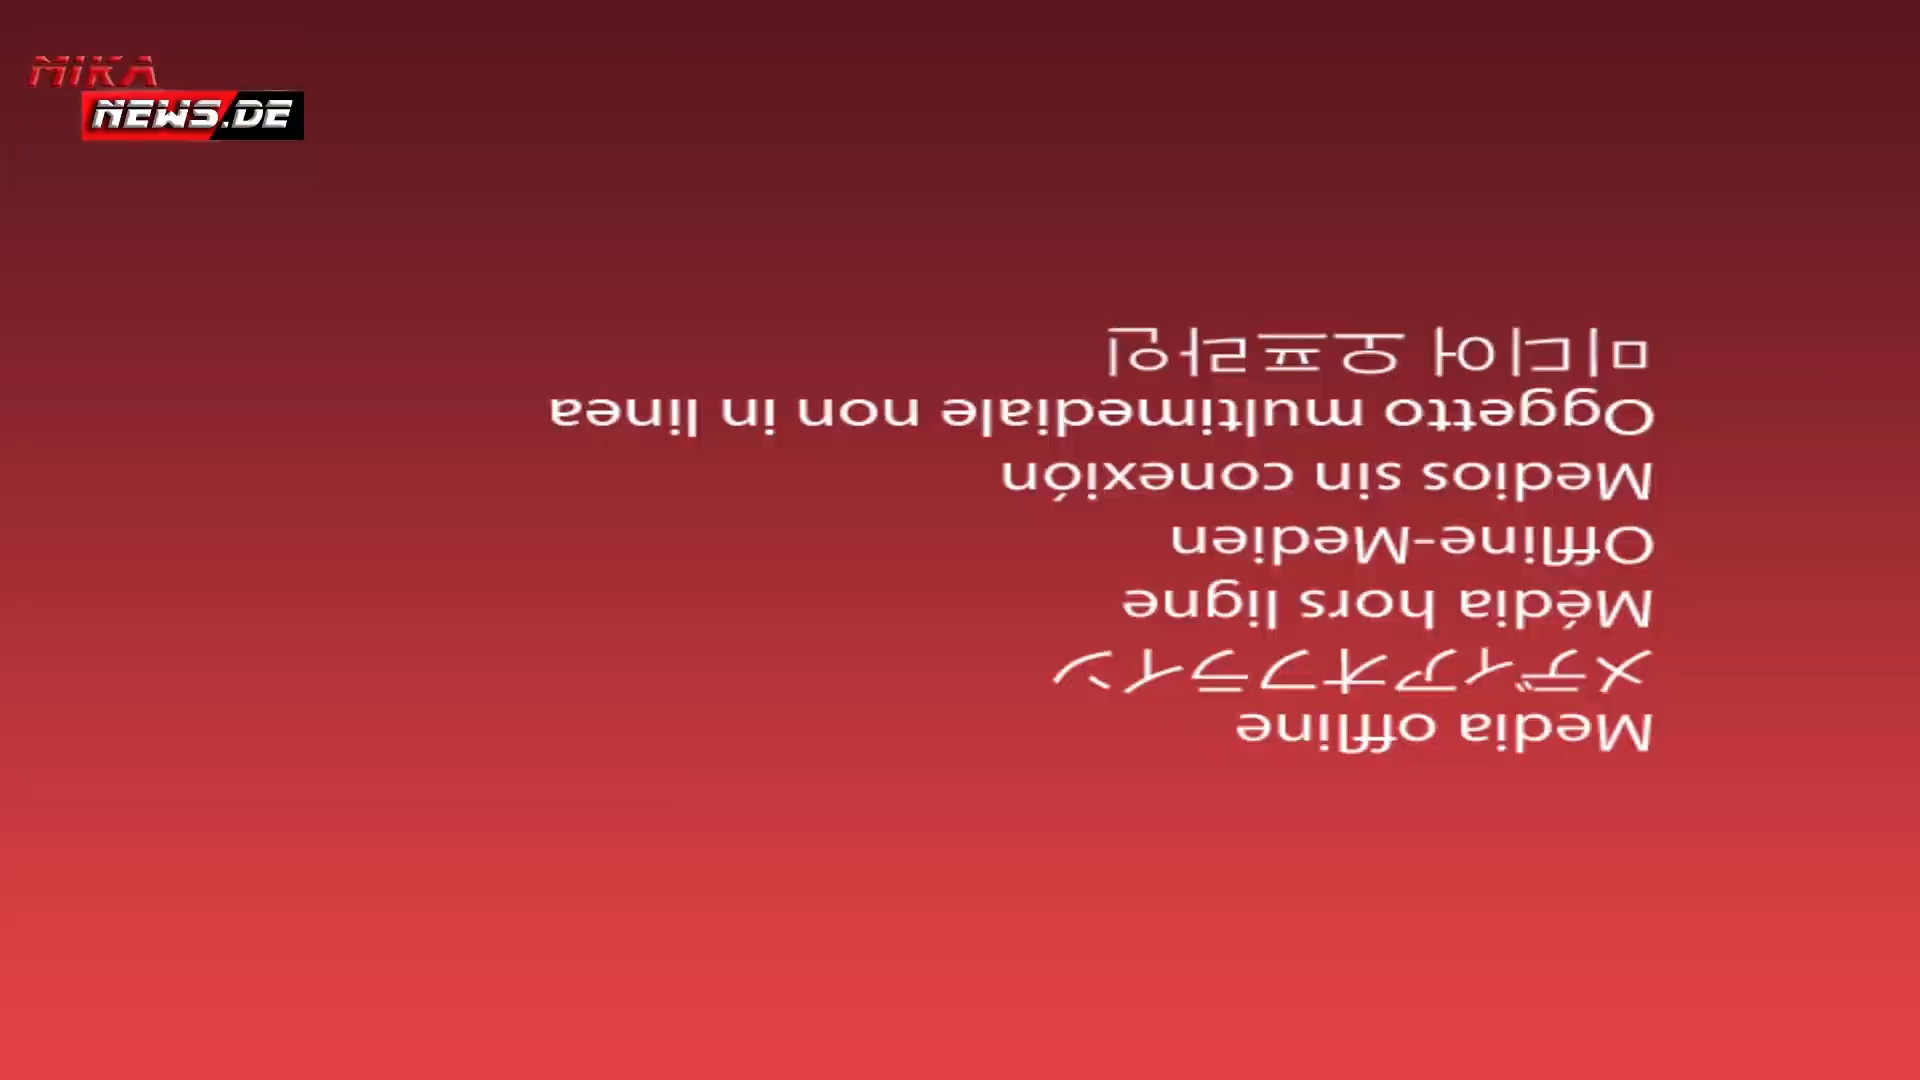 MIKA
NEWS.DE
Media offline
メディアオフライン
Média hors ligne
Offline-Medien
Medios sin conexión
Oggetto multimediale non in linea
미디어 오프라인